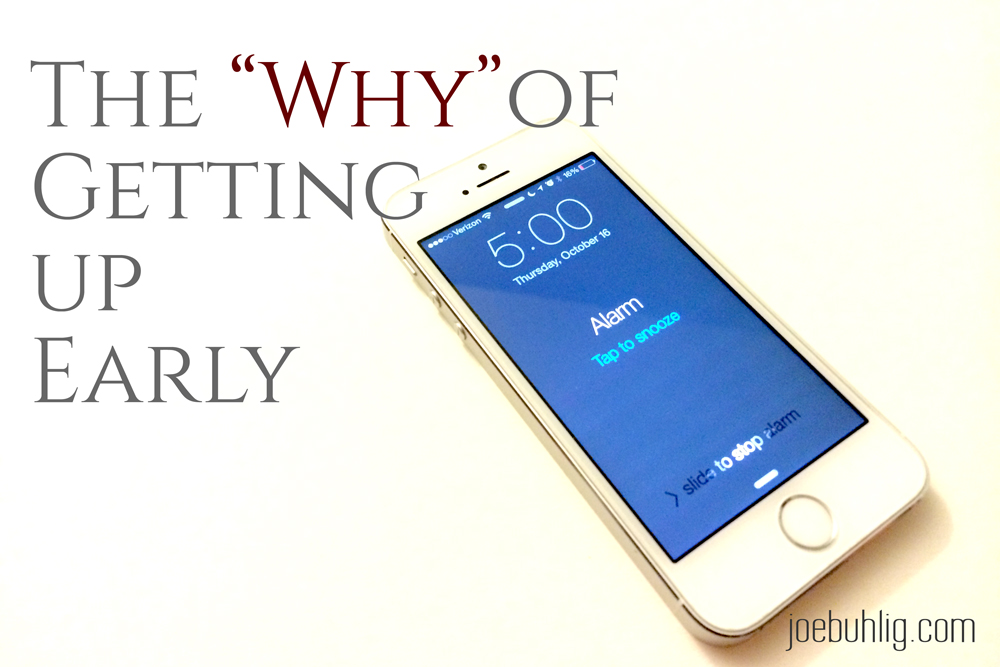 The “Why” of
Getting
up
Early
Verizon 16%
5:00
Thursday, October 16
Alarm
Tap to snooze
slide to stop alarm
joebuhlig.com